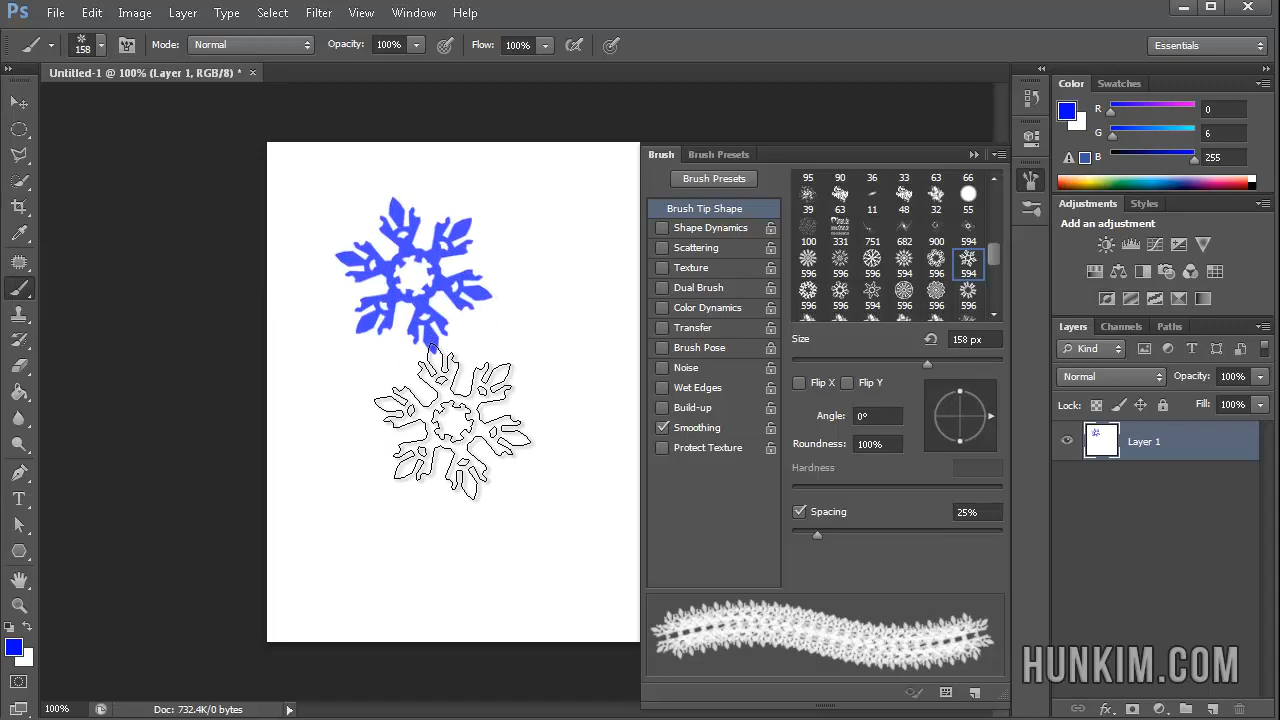 Ps File Edit Image Layer Type Select Filter View Window Help
158 Mode: Normal Opacity: 100% Flow: 100% Essentials
Untitled-1 @ 100% (Layer 1, RGB/8) * ×
Brush Brush Presets
Brush Presets
Brush Tip Shape
Shape Dynamics
Scattering
Texture
Dual Brush
Color Dynamics
Transfer
Brush Pose
Noise
Wet Edges
Build-up
Smoothing
Protect Texture
95 90 36 33 63 66
39 63 11 48 32 55
100 331 751 682 900 594
596 594 596 594 596 594
596 596 594 596 596 596
Size 158 px
Flip X Flip Y
Angle: 0°
Roundness: 100%
Hardness
Spacing 25%
Color Swatches
R 0
G 6
B 255
Adjustments Styles
Add an adjustment
Layers Channels Paths
Kind
Normal Opacity: 100%
Lock: Fill: 100%
Layer 1
HUNKIM.COM
100% Doc: 732.4K/0 bytes